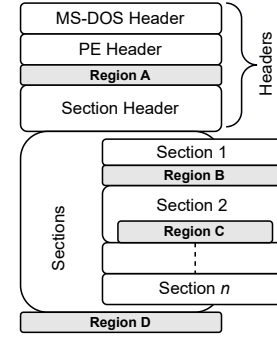 MS-DOS Header
PE Header
Region A
Section Header
Headers
Section 1
Region B
Section 2
Region C
Sections
Section n
Region D